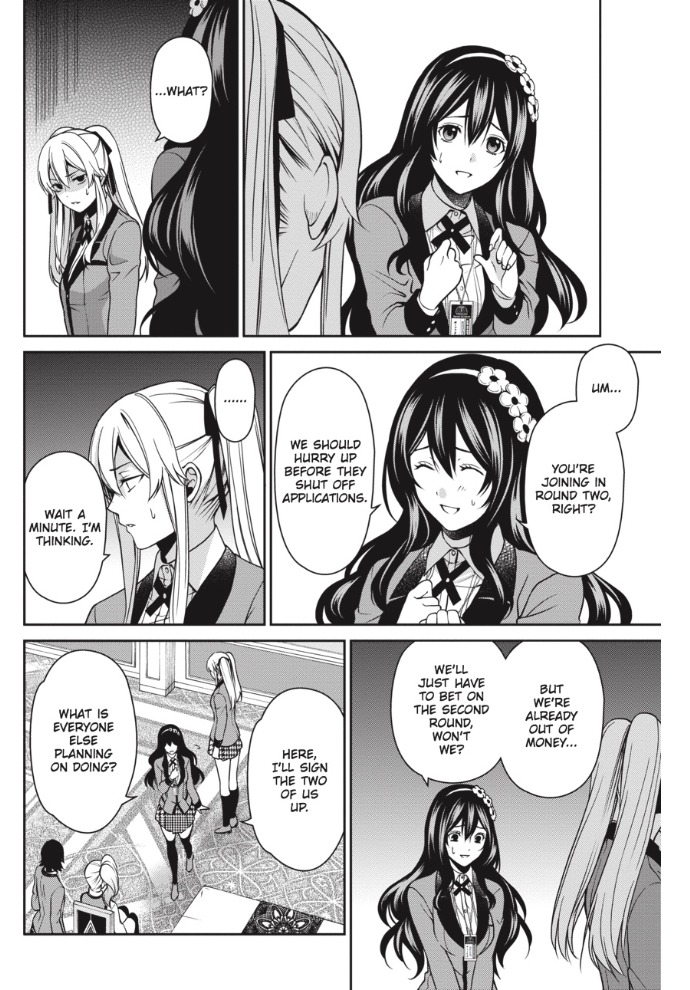 ...WHAT?
UM...
YOU'RE
JOINING IN
ROUND TWO,
RIGHT?
WE SHOULD
HURRY UP
BEFORE THEY
SHUT OFF
APPLICATIONS.
......
WAIT A
MINUTE. I'M
THINKING.
BUT
WE'RE
ALREADY
OUT OF
MONEY...
WE'LL
JUST HAVE
TO BET ON
THE SECOND
ROUND,
WON'T
WE?
HERE,
I'LL SIGN
THE TWO
OF US
UP.
WHAT IS
EVERYONE
ELSE
PLANNING
ON DOING?